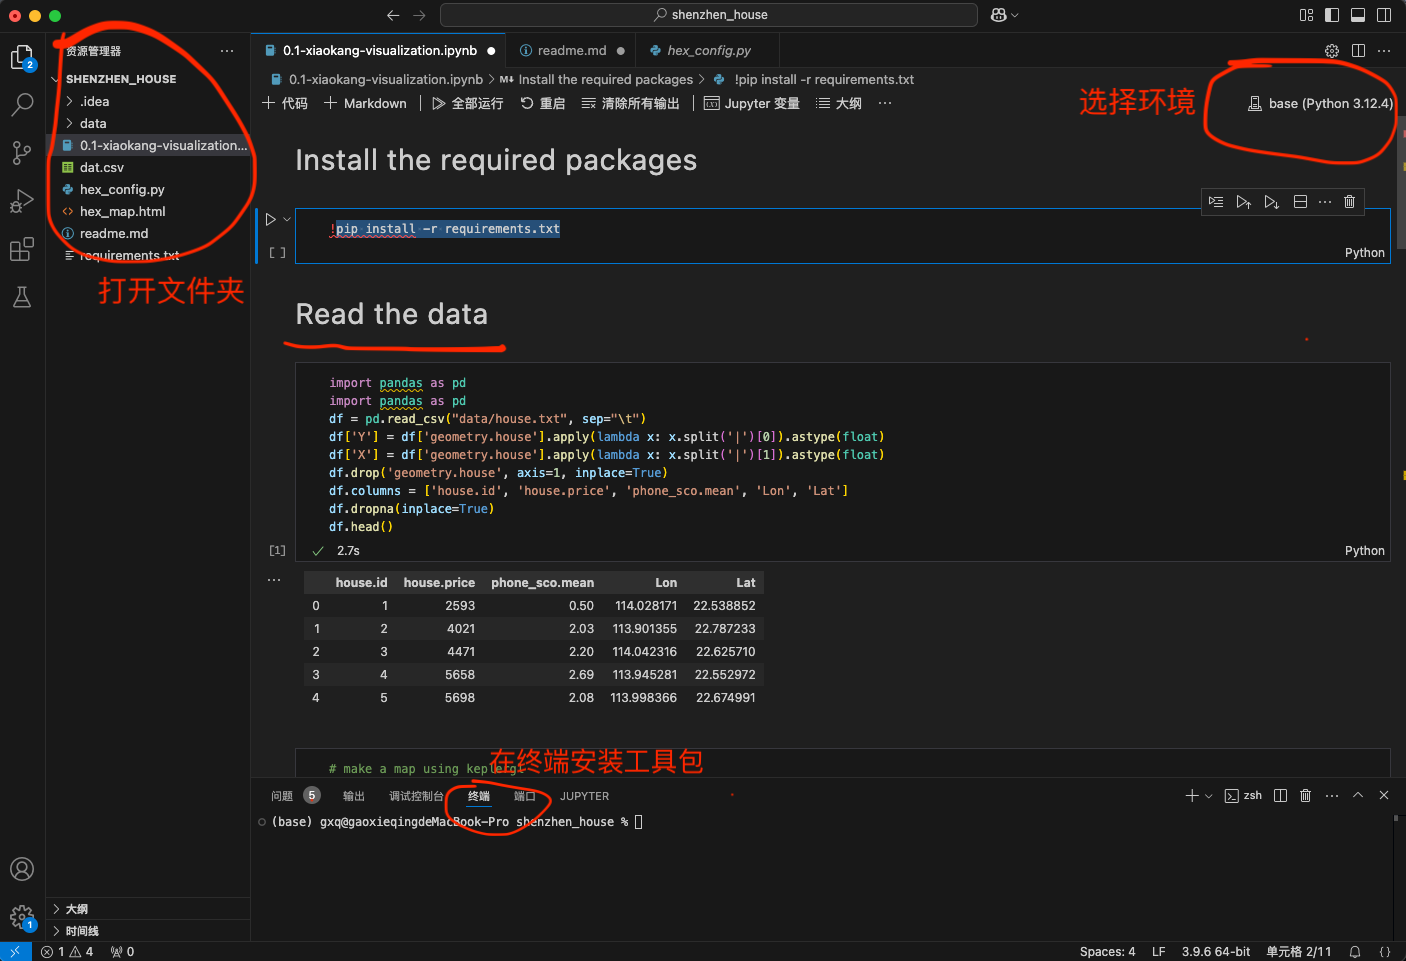 shenzhen_house
2
资源管理器
SHENZHEN_HOUSE
.idea
data
0.1-xiaokang-visualization...
dat.csv
hex_config.py
hex_map.html
readme.md
requirements.txt
打开文件夹
0.1-xiaokang-visualization.ipynb
readme.md
hex_config.py
0.1-xiaokang-visualization.ipynb > M↓ Install the required packages > !pip install -r requirements.txt
代码 Markdown 全部运行 重启 清除所有输出 Jupyter 变量 大纲 ...
选择环境
base (Python 3.12.4)
Install the required packages
!pip install -r requirements.txt
[ ]
Python
Read the data
import pandas as pd
import pandas as pd
df = pd.read_csv("data/house.txt", sep="\t")
df['Y'] = df['geometry.house'].apply(lambda x: x.split('|')[0]).astype(float)
df['X'] = df['geometry.house'].apply(lambda x: x.split('|')[1]).astype(float)
df.drop('geometry.house', axis=1, inplace=True)
df.columns = ['house.id', 'house.price', 'phone_sco.mean', 'Lon', 'Lat']
df.dropna(inplace=True)
df.head()
[1] 2.7s Python
house.id house.price phone_sco.mean Lon Lat
0 1 2593 0.50 114.028171 22.538852
1 2 4021 2.03 113.901355 22.787233
2 3 4471 2.20 114.042316 22.625710
3 4 5658 2.69 113.945281 22.552972
4 5 5698 2.08 113.998366 22.674991
# make a map using keplergl
在终端安装工具包
问题 5 输出 调试控制台 终端 端口 JUPYTER
zsh
(base) gxq@gaoxieqingdeMacBook-Pro shenzhen_house %
大纲
时间线
1
1 4 0
Spaces: 4 LF 3.9.6 64-bit 单元格 2/11 {}